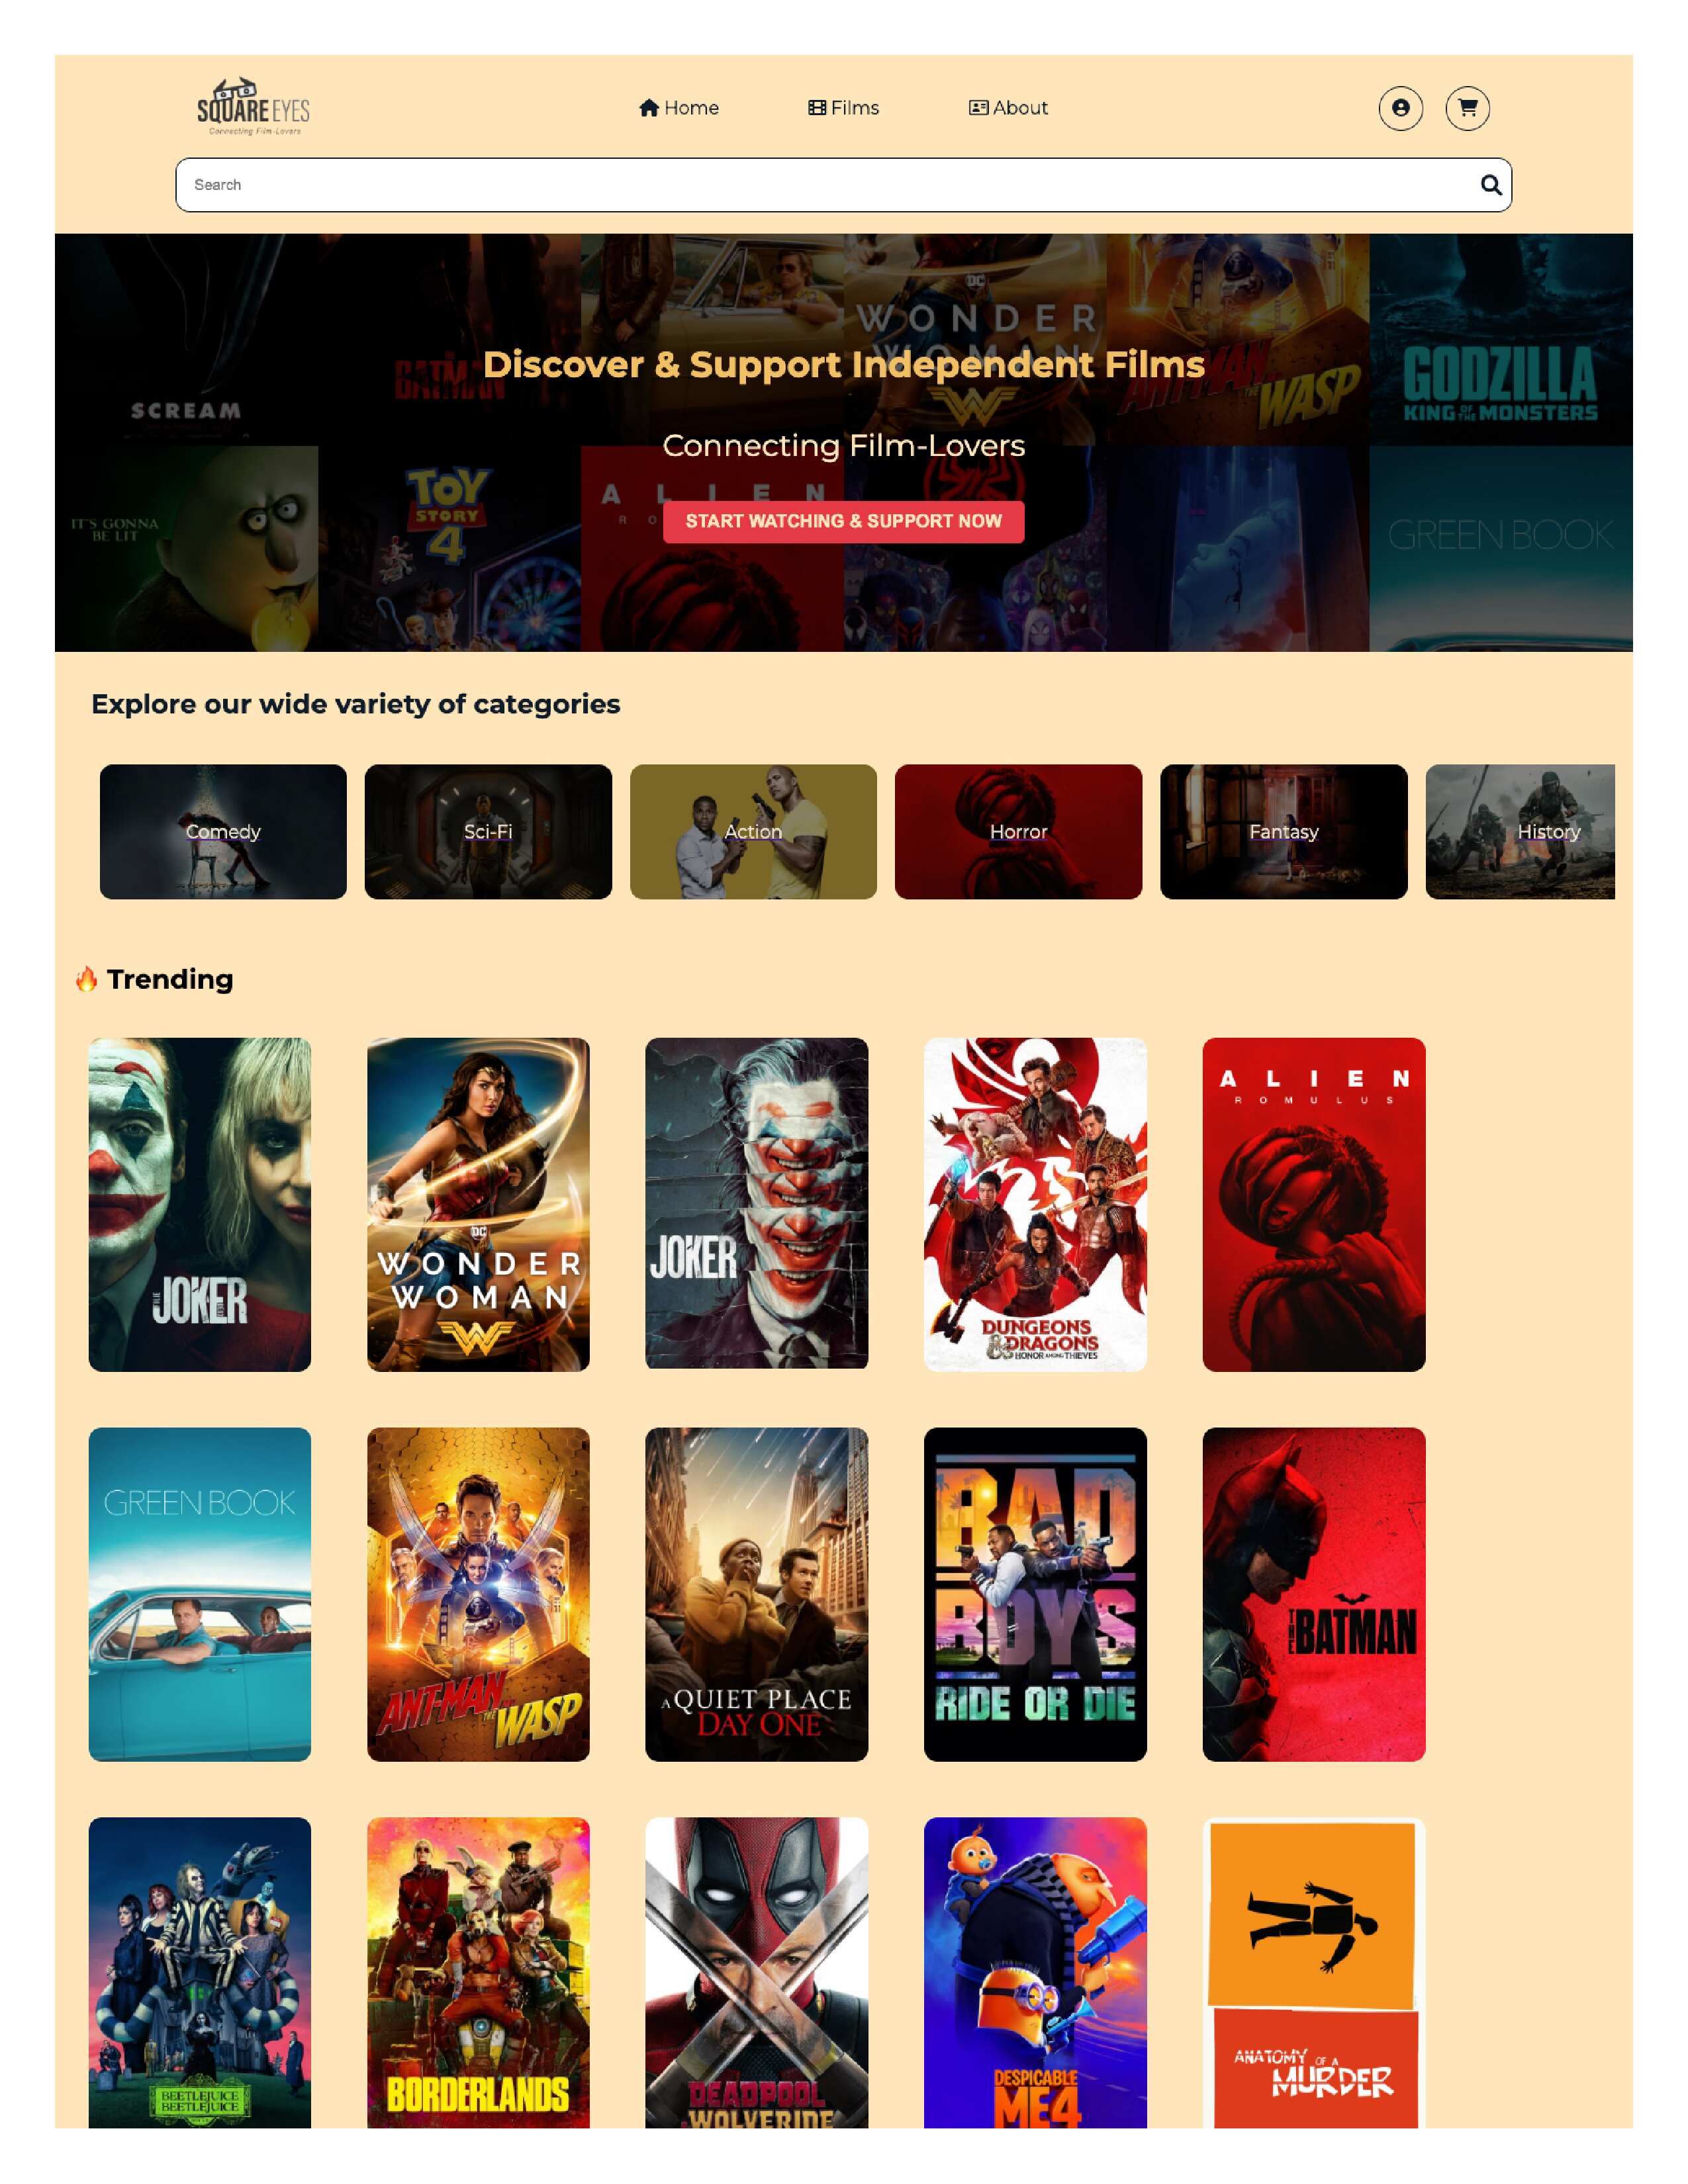 SQUARE EYES
Connecting Film-Lovers
Home
Films
About
Search
SCREAM
BATMAN
WONDER
WOMAN
DC
ANT-MAN
THE WASP
GODZILLA
KING OF THE MONSTERS
Discover & Support Independent Films
Connecting Film-Lovers
START WATCHING & SUPPORT NOW
IT'S GONNA
BE LIT
TOY
STORY
4
ALIEN
R O
GREEN BOOK
Explore our wide variety of categories
Comedy
Sci-Fi
Action
Horror
Fantasy
History
🔥 Trending
JOKER
DC
WONDER
WOMAN
JOKER
DUNGEONS
& DRAGONS
HONOR AMONG THIEVES
ALIEN
ROMULUS
GREEN BOOK
ANT-MAN
THE WASP
A QUIET PLACE
DAY ONE
BAD
BOYS
RIDE OR DIE
THE BATMAN
BEETLEJUICE
BEETLEJUICE
BORDERLANDS
DEADPOOL
WOLVERINE
DESPICABLE
ME 4
ANATOMY OF A
MURDER